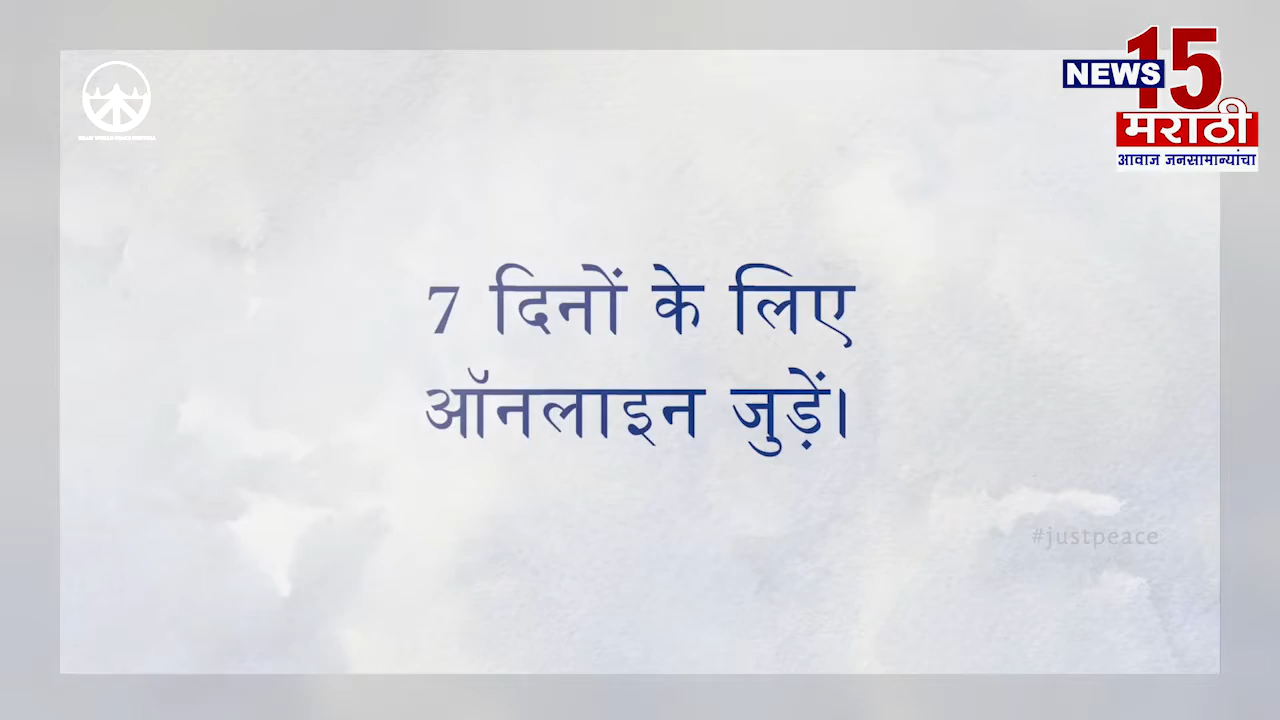 NEWS 15
मराठी
आवाज जनसामान्यांचा
7 दिनों के लिए
ऑनलाइन जुड़ें।
#justpeace